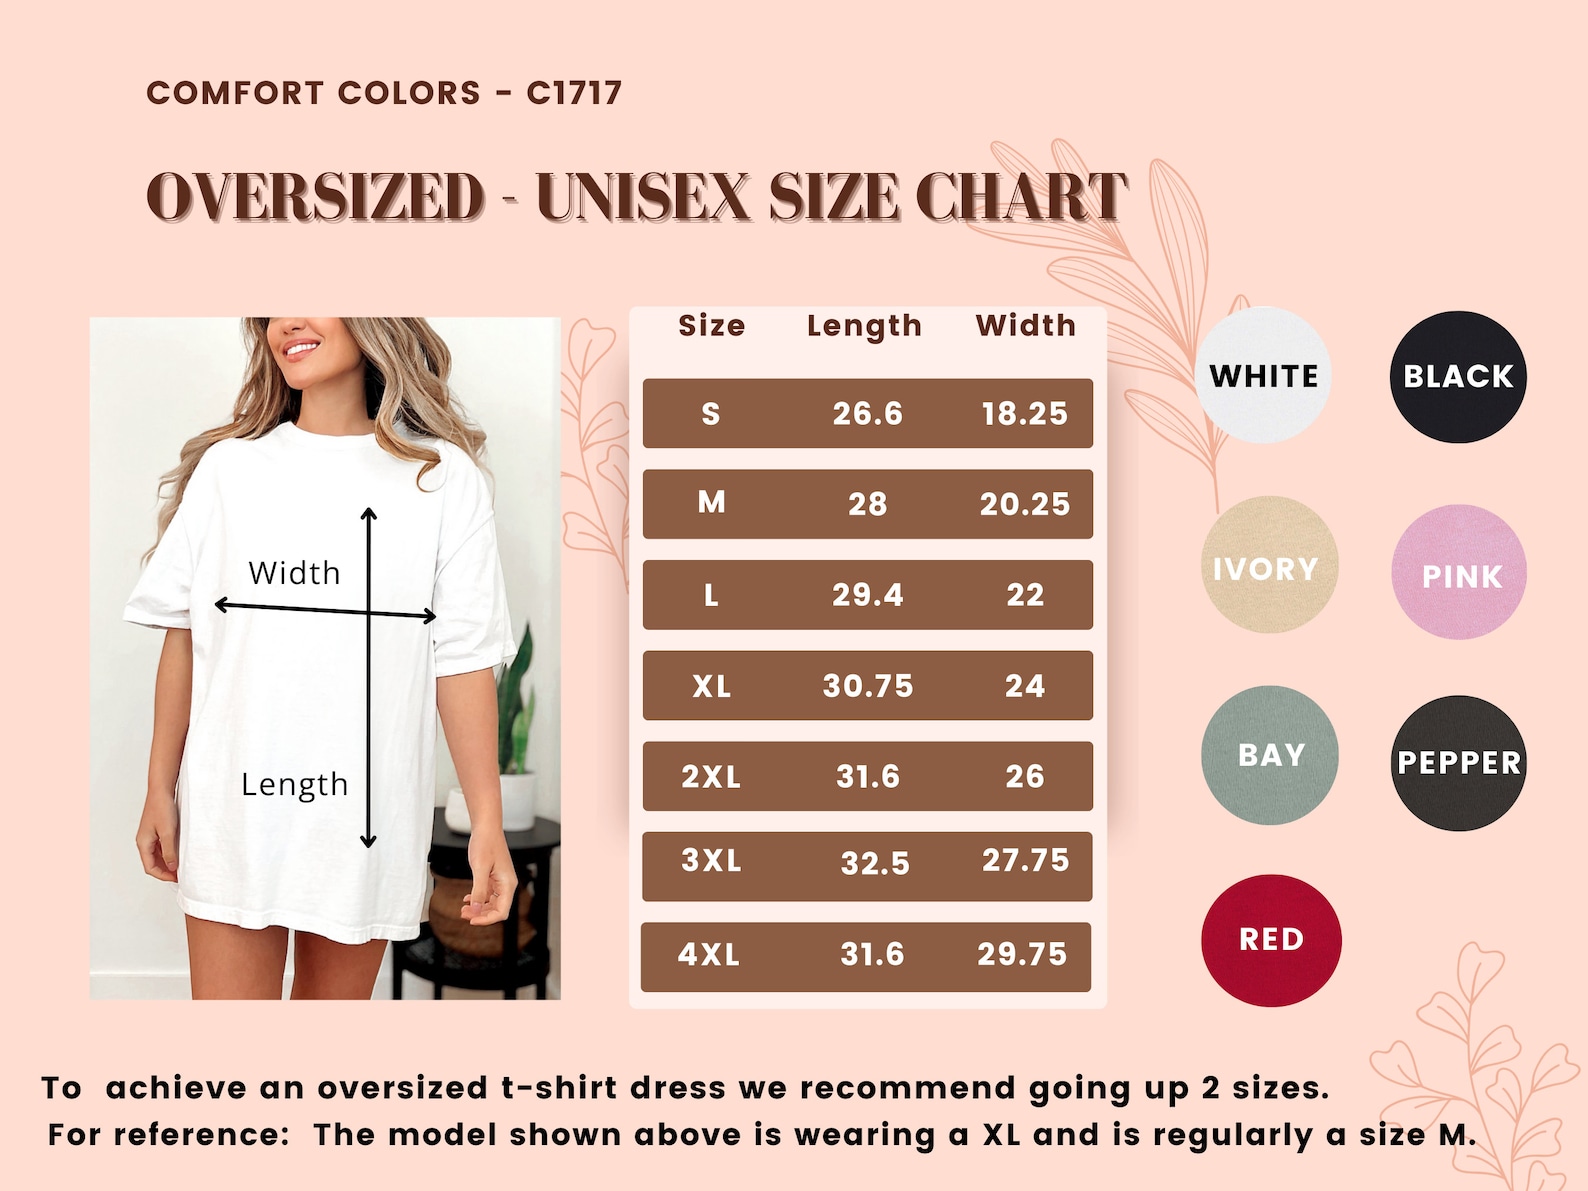 COMFORT COLORS - C1717
OVERSIZED - UNISEX SIZE CHART
Width
Length
Size Length Width
S 26.6 18.25
M 28 20.25
L 29.4 22
XL 30.75 24
2XL 31.6 26
3XL 32.5 27.75
4XL 31.6 29.75
WHITE BLACK
IVORY PINK
BAY PEPPER
RED
To achieve an oversized t-shirt dress we recommend going up 2 sizes.
For reference: The model shown above is wearing a XL and is regularly a size M.